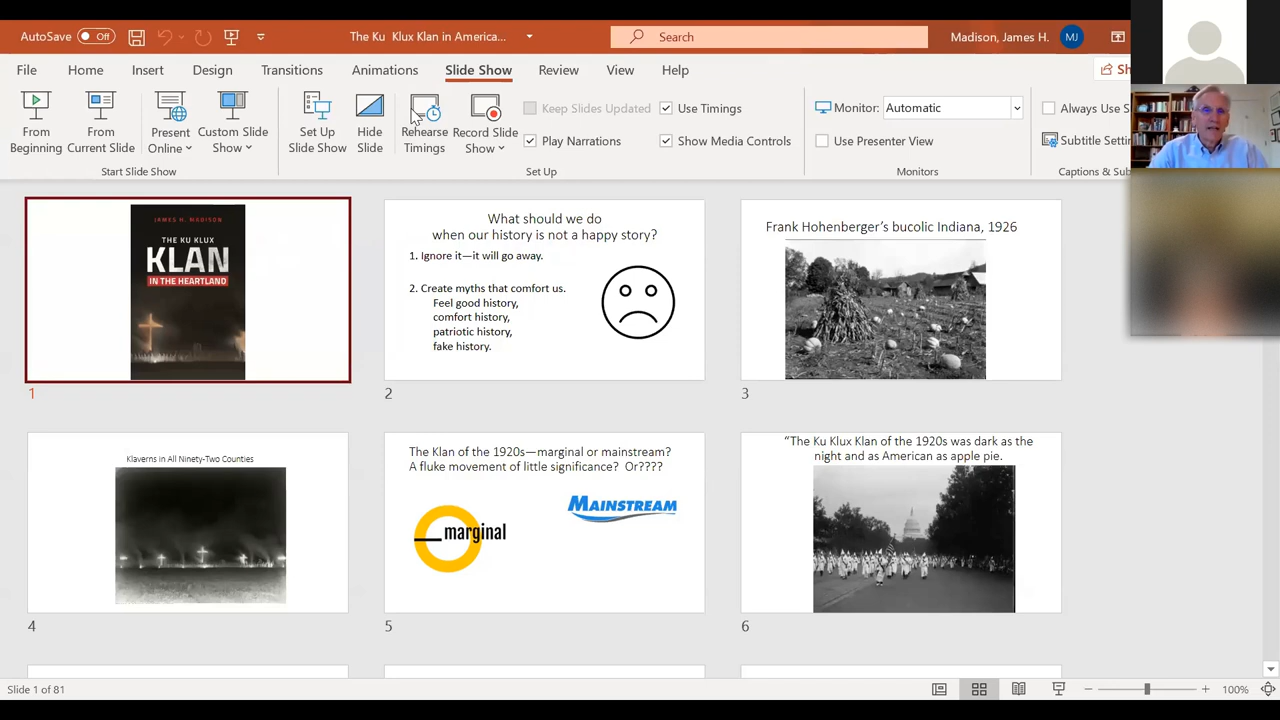 AutoSave Off
The Ku Klux Klan in America...
Search
Madison, James H. MJ
File Home Insert Design Transitions Animations Slide Show Review View Help
Sh
From Beginning
From Current Slide
Present Online
Custom Slide Show
Start Slide Show
Set Up Slide Show
Hide Slide
Rehearse Timings
Record Slide Show
Keep Slides Updated
Play Narrations
Use Timings
Show Media Controls
Set Up
Monitor: Automatic
Use Presenter View
Monitors
Always Use S
Subtitle Setti
Captions & Sub
JAMES H. MADISON
THE KU KLUX
KLAN
IN THE HEARTLAND
1
What should we do
when our history is not a happy story?
1. Ignore it—it will go away.
2. Create myths that comfort us.
Feel good history,
comfort history,
patriotic history,
fake history.
2
Frank Hohenberger's bucolic Indiana, 1926
3
Klaverns in All Ninety-Two Counties
4
The Klan of the 1920s—marginal or mainstream?
A fluke movement of little significance? Or????
marginal
MAINSTREAM
5
“The Ku Klux Klan of the 1920s was dark as the
night and as American as apple pie.
6
Slide 1 of 81
100%